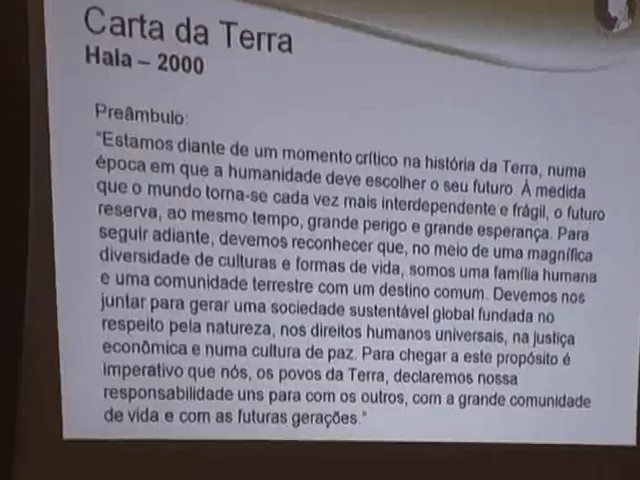 Carta da Terra
Haia – 2000
Preâmbulo:
"Estamos diante de um momento crítico na história da Terra, numa
época em que a humanidade deve escolher o seu futuro. À medida
que o mundo torna-se cada vez mais interdependente e frágil, o futuro
reserva, ao mesmo tempo, grande perigo e grande esperança. Para
seguir adiante, devemos reconhecer que, no meio de uma magnífica
diversidade de culturas e formas de vida, somos uma família humana
e uma comunidade terrestre com um destino comum. Devemos nos
juntar para gerar uma sociedade sustentável global fundada no
respeito pela natureza, nos direitos humanos universais, na justiça
econômica e numa cultura de paz. Para chegar a este propósito é
imperativo que nós, os povos da Terra, declaremos nossa
responsabilidade uns para com os outros, com a grande comunidade
de vida e com as futuras gerações."